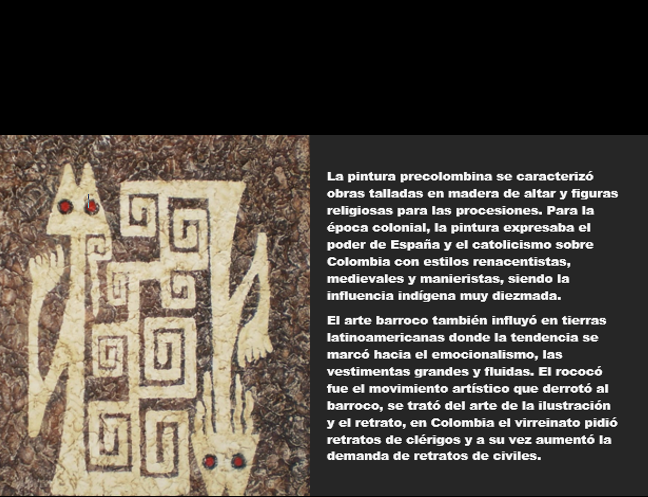 La pintura precolombina se caracterizó
obras talladas en madera de altar y figuras
religiosas para las procesiones. Para la
época colonial, la pintura expresaba el
poder de España y el catolicismo sobre
Colombia con estilos renacentistas,
medievales y manieristas, siendo la
influencia indígena muy diezmada.
El arte barroco también influyó en tierras
latinoamericanas donde la tendencia se
marcó hacia el emocionalismo, las
vestimentas grandes y fluidas. El rococó
fue el movimiento artístico que derrotó al
barroco, se trató del arte de la ilustración
y el retrato, en Colombia el virreinato pidió
retratos de clérigos y a su vez aumentó la
demanda de retratos de civiles.